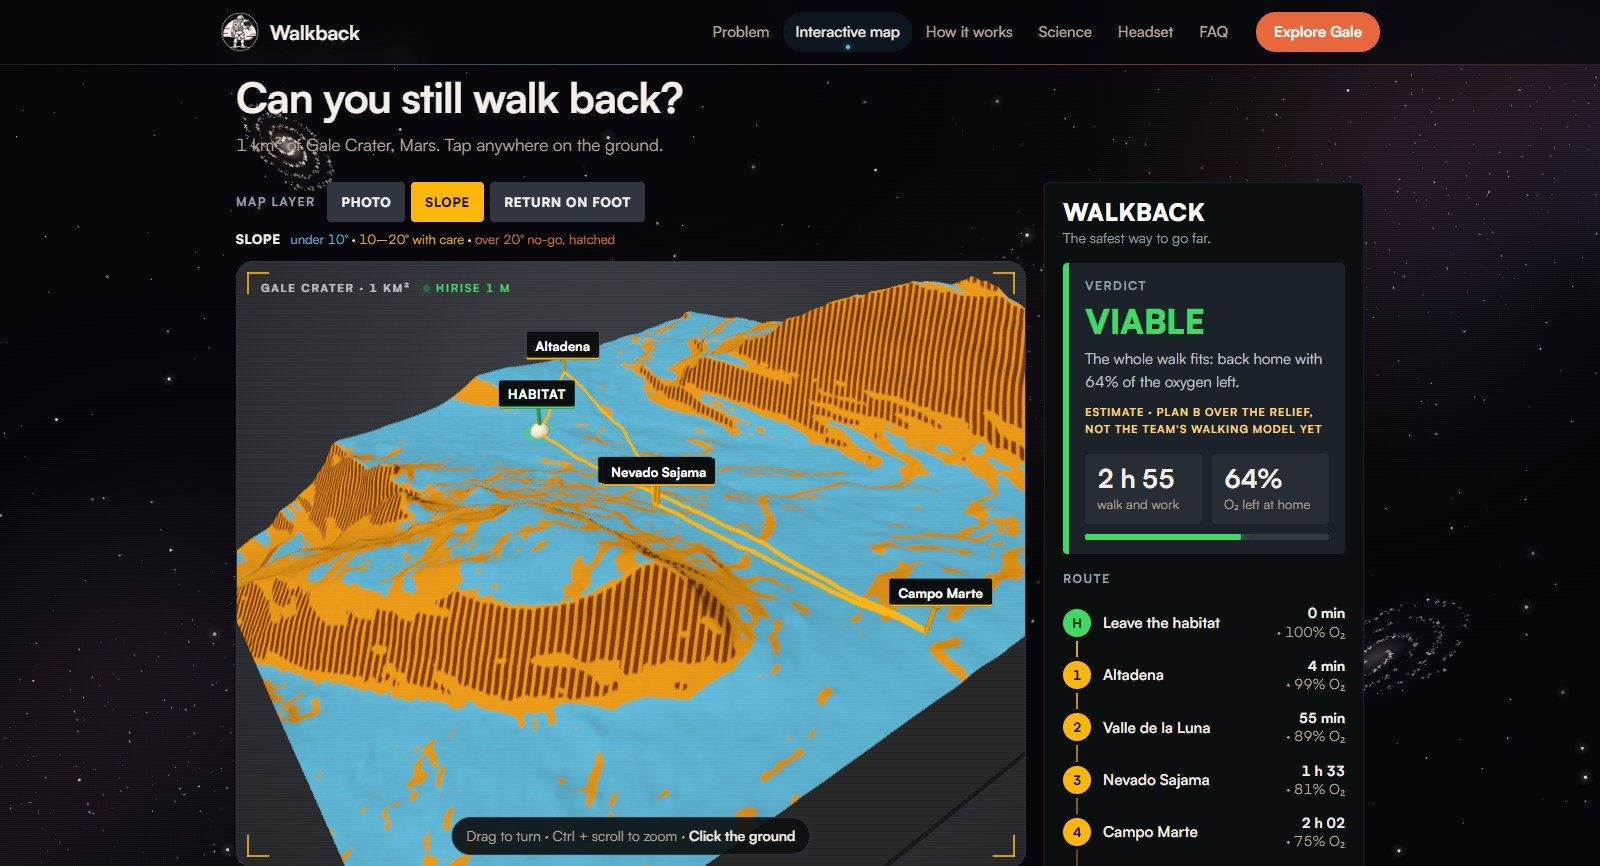 Walkback
Problem
Interactive map
How it works
Science
Headset
FAQ
Explore Gale
Can you still walk back?
1 km² of Gale Crater, Mars. Tap anywhere on the ground.
MAP LAYER
PHOTO
SLOPE
RETURN ON FOOT
SLOPE under 10° · 10–20° with care · over 20° no-go, hatched
GALE CRATER · 1 KM² HIRISE 1 M
Altadena
HABITAT
Nevado Sajama
Campo Marte
Drag to turn · Ctrl + scroll to zoom · Click the ground
WALKBACK
The safest way to go far.
VERDICT
VIABLE
The whole walk fits: back home with
64% of the oxygen left.
ESTIMATE · PLAN B OVER THE RELIEF,
NOT THE TEAM'S WALKING MODEL YET
2 h 55
walk and work
64%
O₂ left at home
ROUTE
H Leave the habitat 0 min
· 100% O₂
1 Altadena 4 min
· 99% O₂
2 Valle de la Luna 55 min
· 89% O₂
3 Nevado Sajama 1 h 33
· 81% O₂
4 Campo Marte 2 h 02
· 75% O₂